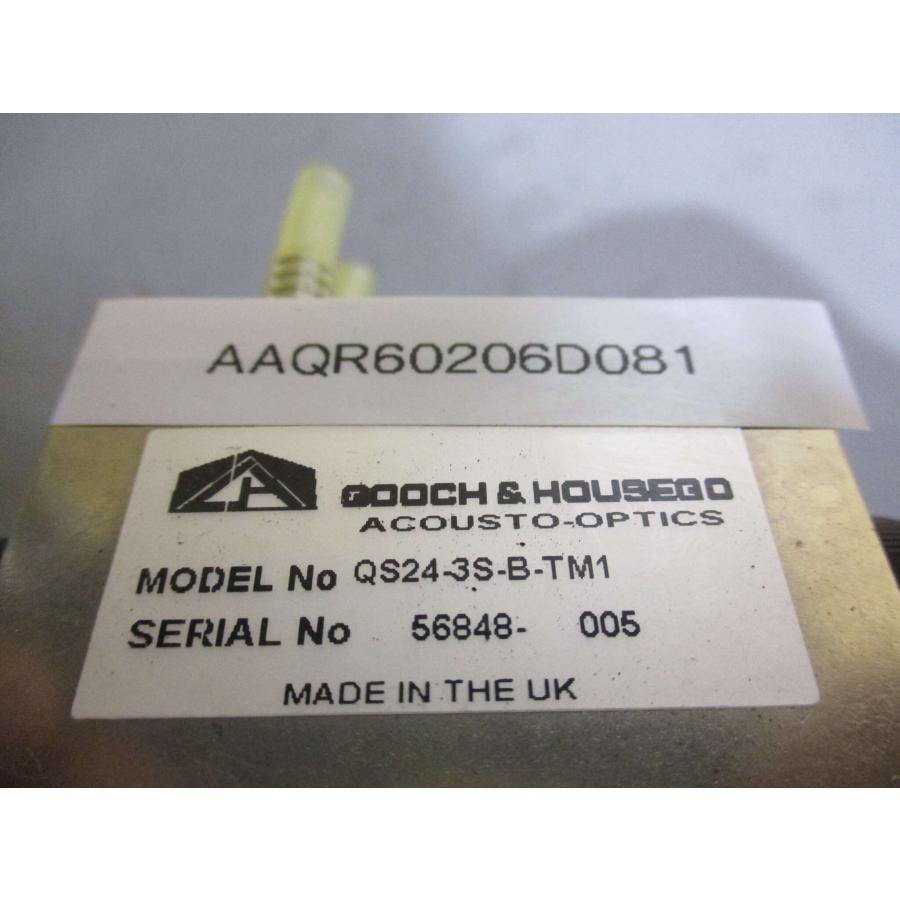 AAQR60206D081
GOOCH & HOUSEGO
ACOUSTO-OPTICS
MODEL No QS24-3S-B-TM1
SERIAL No 56848- 005
MADE IN THE UK